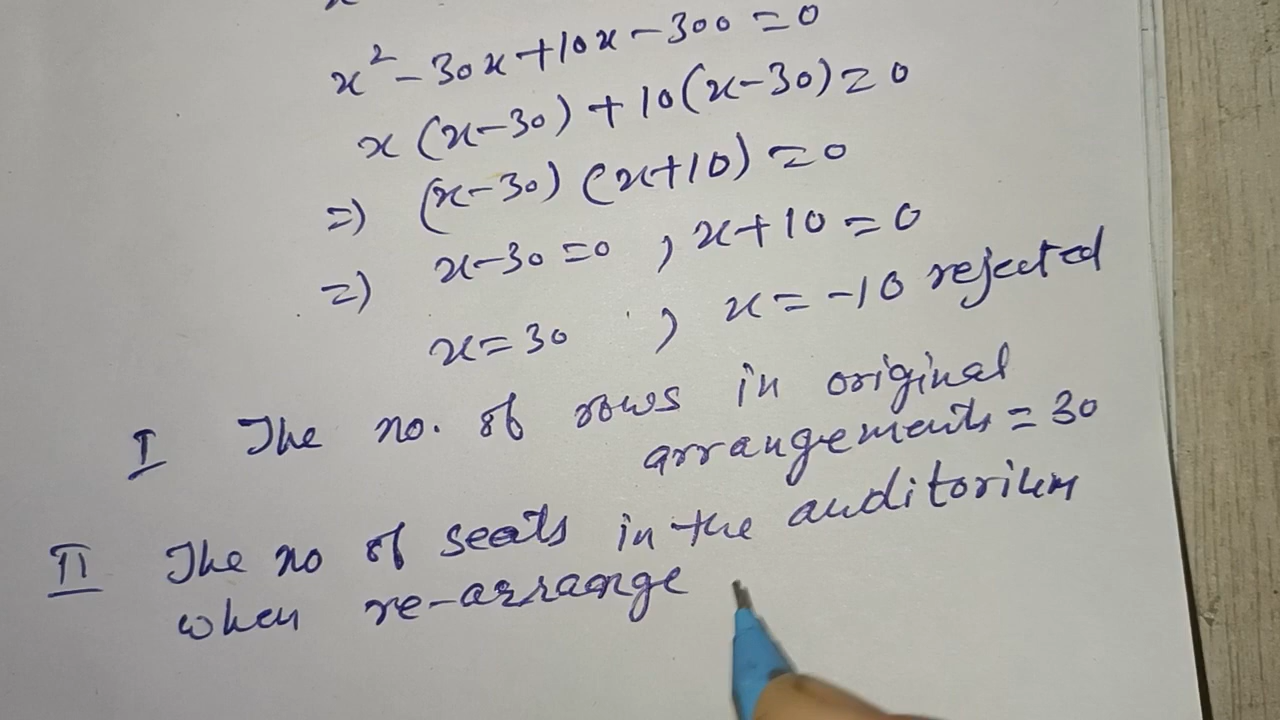 x² - 30x + 10x - 300 = 0
x (x-30) + 10(x-30) = 0
=) (x-30) (x+10) = 0
=) x-30 = 0 , x+10 = 0
x = 30 , x = -10 rejected
I The no. of rows in original
arrangements = 30
II The no of seats in the auditorium
when re-arrange